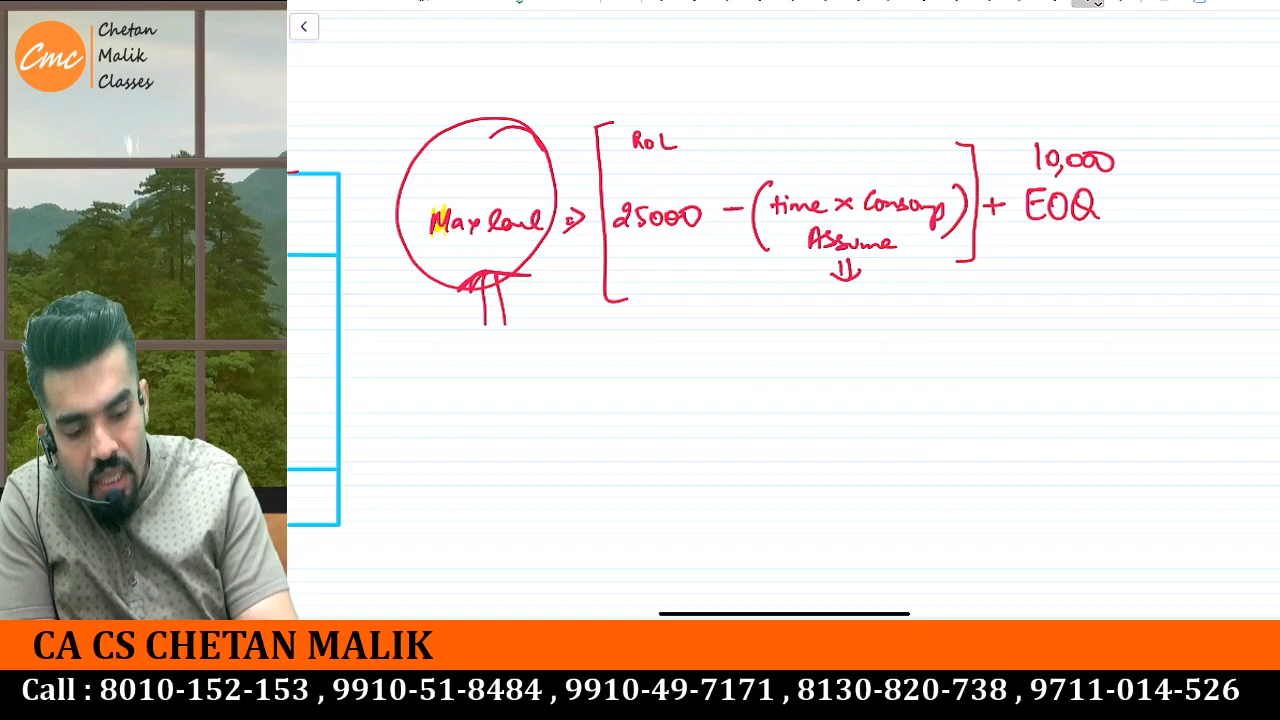 Cmc
Chetan
Malik
Classes
ROL
10,000
Max level => [25000 - (time × Consump) ] + EOQ
Assume
CA CS CHETAN MALIK
Call : 8010-152-153 , 9910-51-8484 , 9910-49-7171 , 8130-820-738 , 9711-014-526